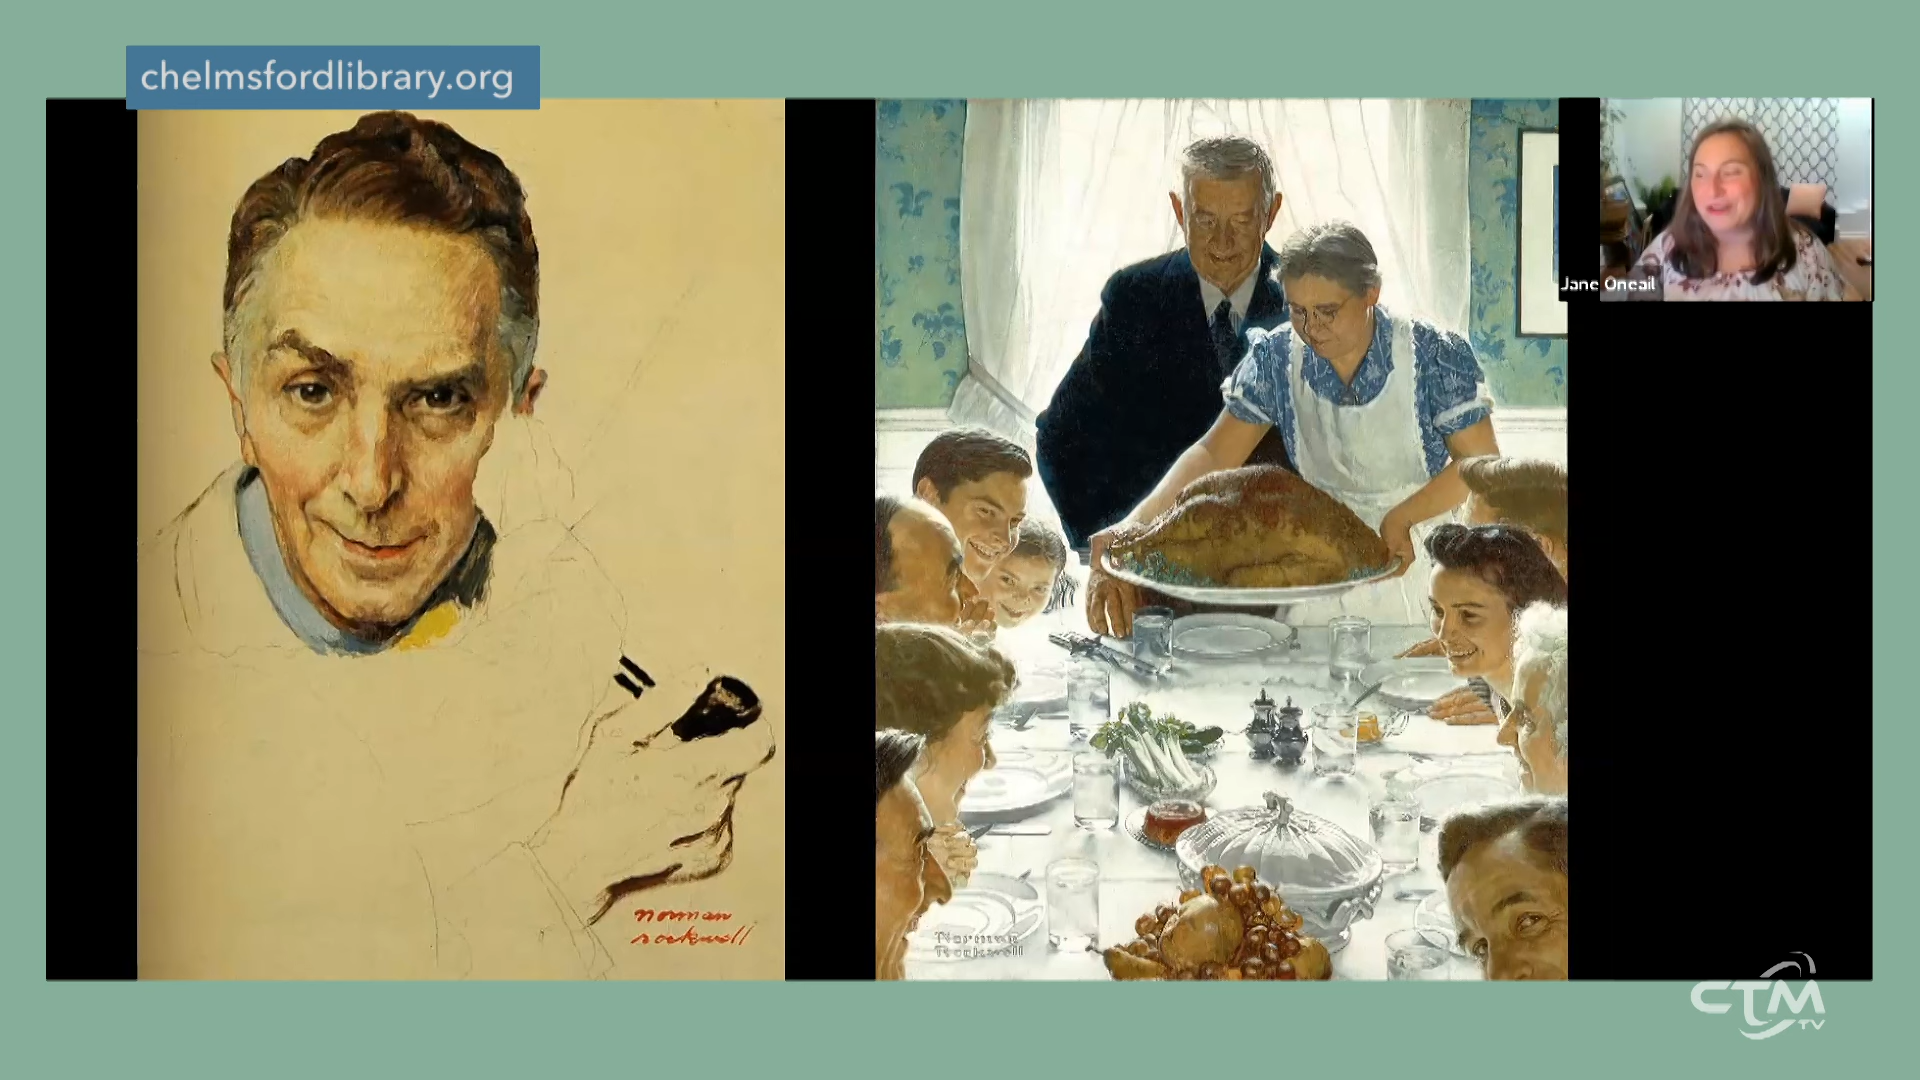 chelmsfordlibrary.org
Jane Oneail
norman
rockwell
Norman
Rockwell
CTM
TV